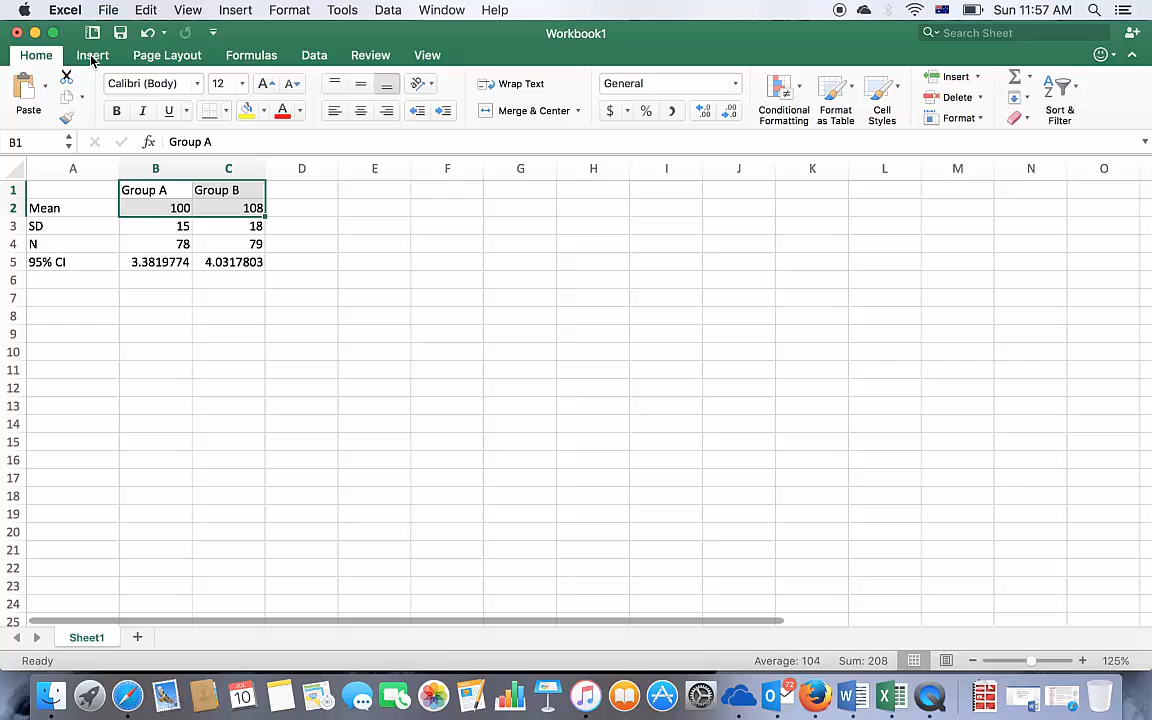 Excel File Edit View Insert Format Tools Data Window Help Sun 11:57 AM
Workbook1 Search Sheet
Home Insert Page Layout Formulas Data Review View
Calibri (Body) 12 Wrap Text General Insert
Paste B I U A Merge & Center $ % Conditional Formatting Format as Table Cell Styles Delete Format Sort & Filter
B1 fx Group A
A B C D E F G H I J K L M N O
1 Group A Group B
2 Mean 100 108
3 SD 15 18
4 N 78 79
5 95% CI 3.3819774 4.0317803
6
7
8
9
10
11
12
13
14
15
16
17
18
19
20
21
22
23
24
25
Sheet1
Ready Average: 104 Sum: 208 125%
10 72